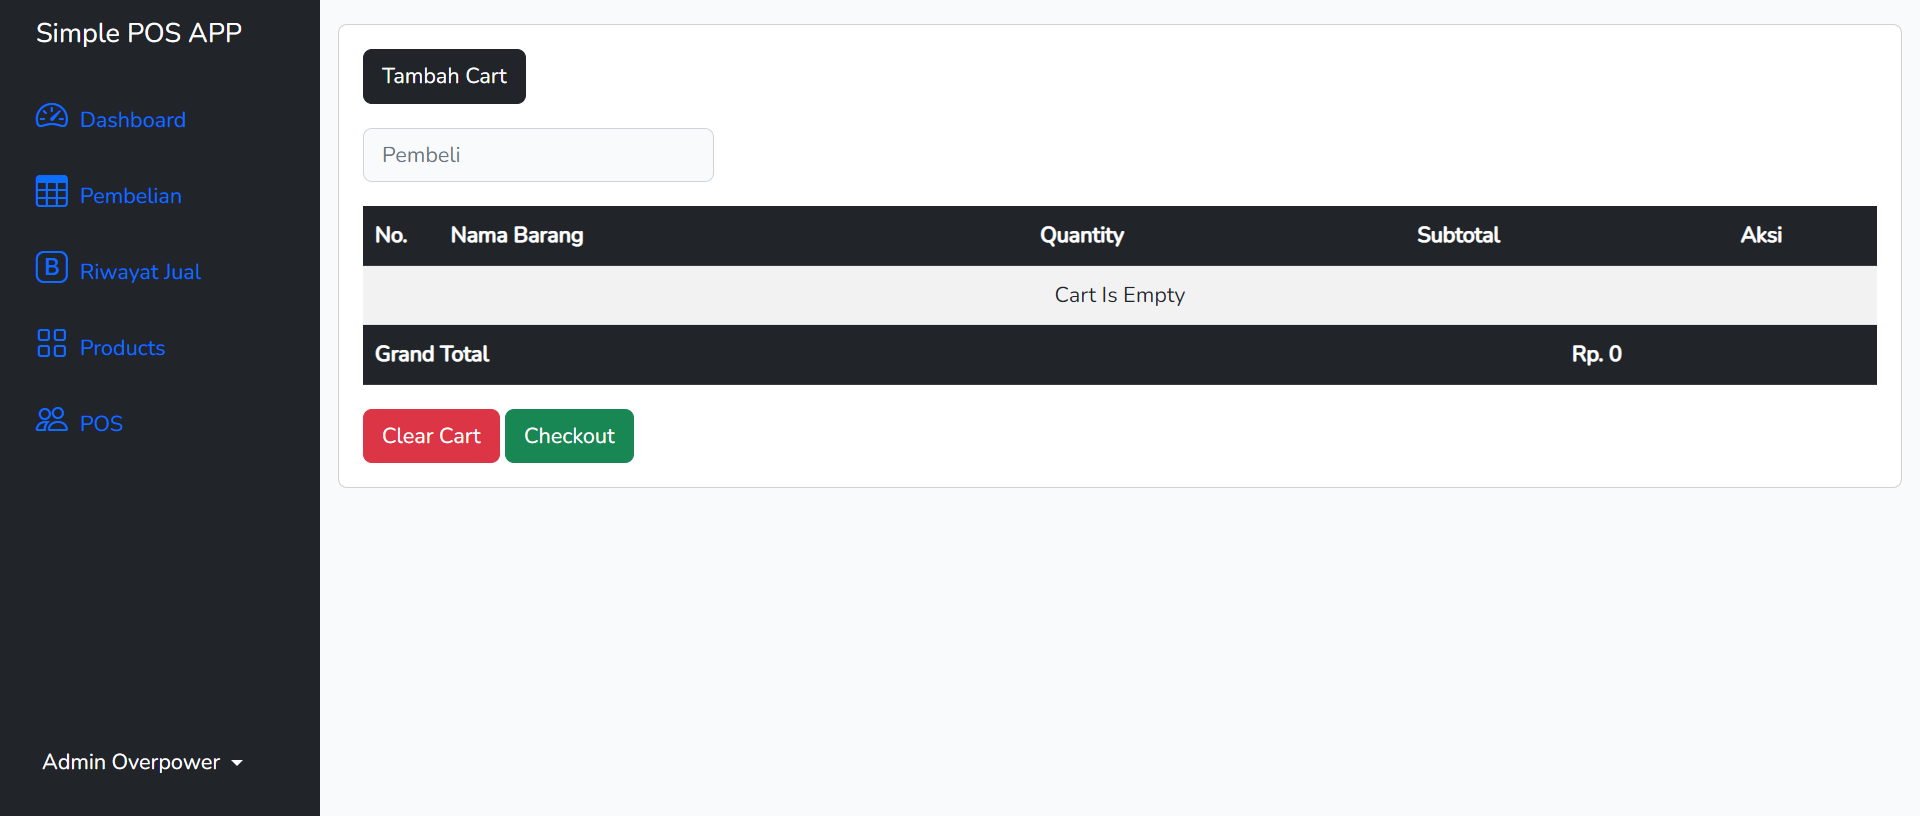 Simple POS APP
Dashboard
Pembelian
B Riwayat Jual
Products
POS
Admin Overpower
Tambah Cart
Pembeli
No. Nama Barang Quantity Subtotal Aksi
Cart Is Empty
Grand Total Rp. 0
Clear Cart Checkout